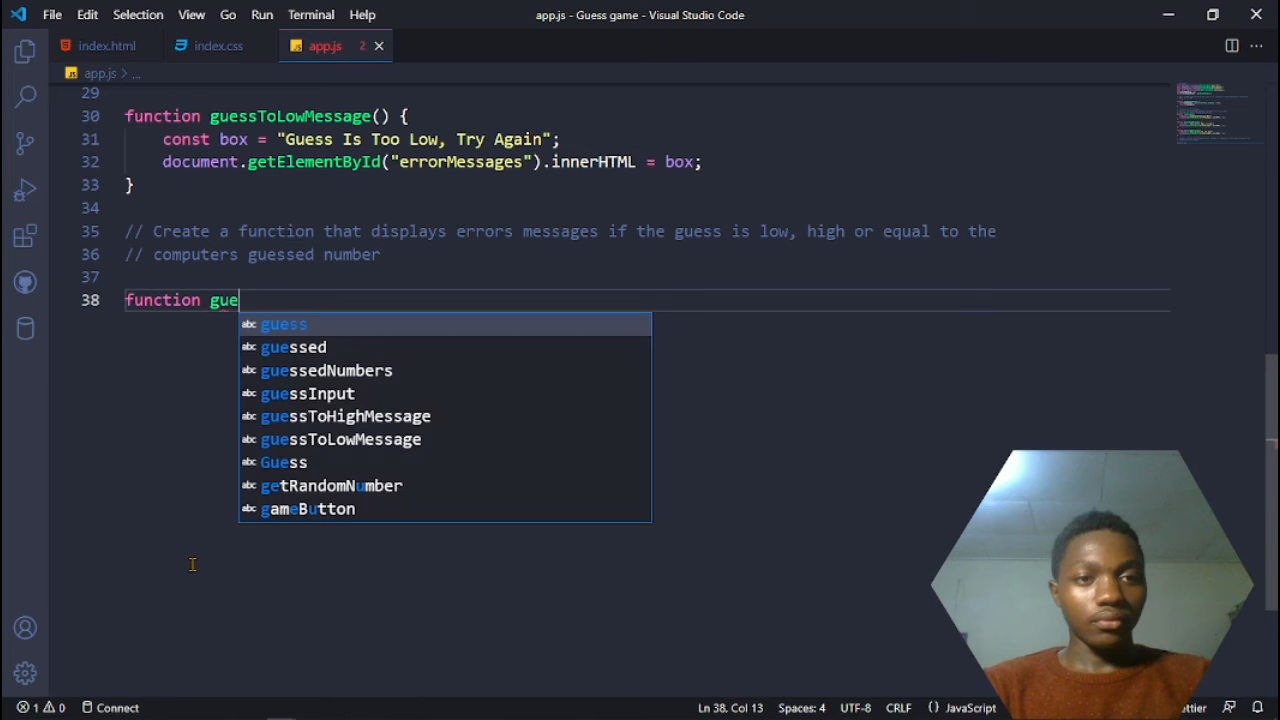 File Edit Selection View Go Run Terminal Help app.js - Guess game - Visual Studio Code
index.html index.css app.js 2
app.js > ...
29
30 function guessToLowMessage() {
31 const box = "Guess Is Too Low, Try Again";
32 document.getElementById("errorMessages").innerHTML = box;
33 }
34
35 // Create a function that displays errors messages if the guess is low, high or equal to the
36 // computers guessed number
37
38 function gue
abc guess
abc guessed
abc guessedNumbers
abc guessInput
abc guessToHighMessage
abc guessToLowMessage
abc Guess
abc getRandomNumber
abc gameButton
1 0 Connect Ln 38, Col 13 Spaces: 4 UTF-8 CRLF {} JavaScript